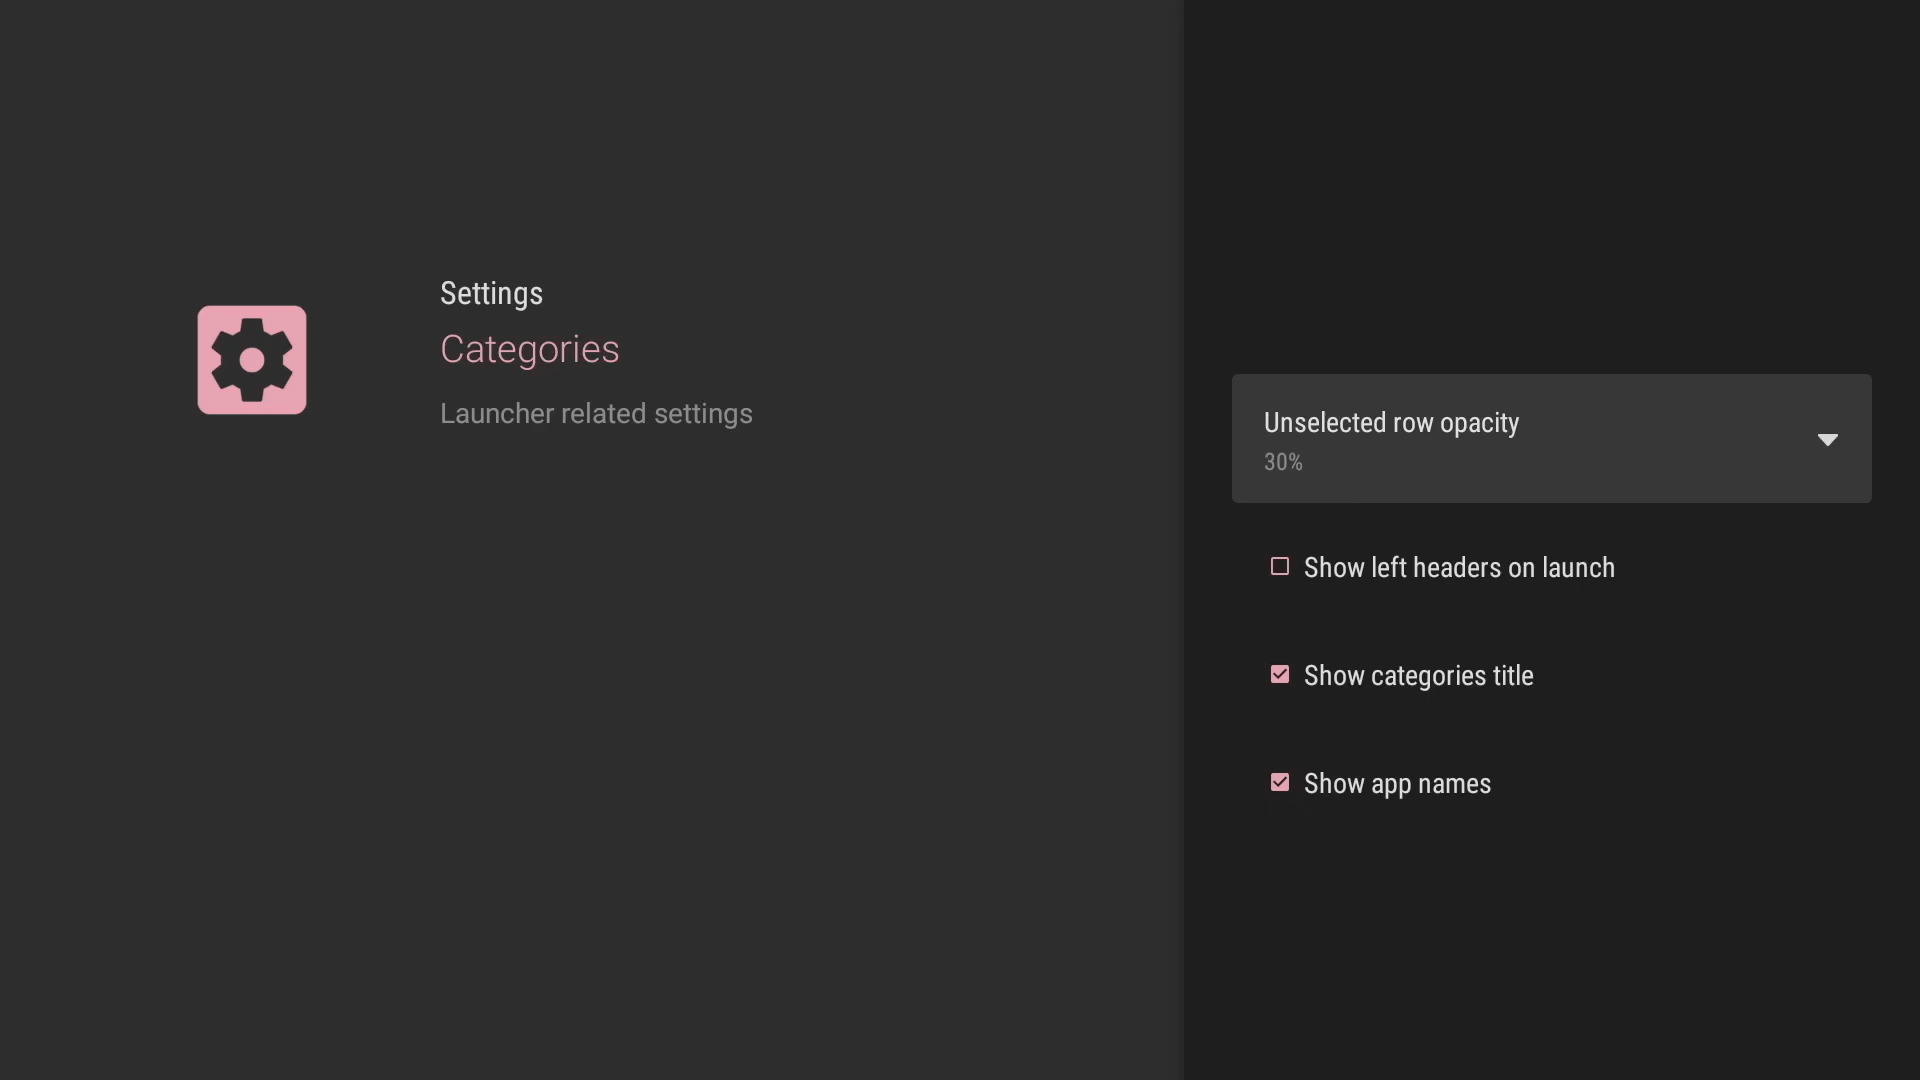 Settings
Categories
Launcher related settings
Unselected row opacity
30%
Show left headers on launch
Show categories title
Show app names